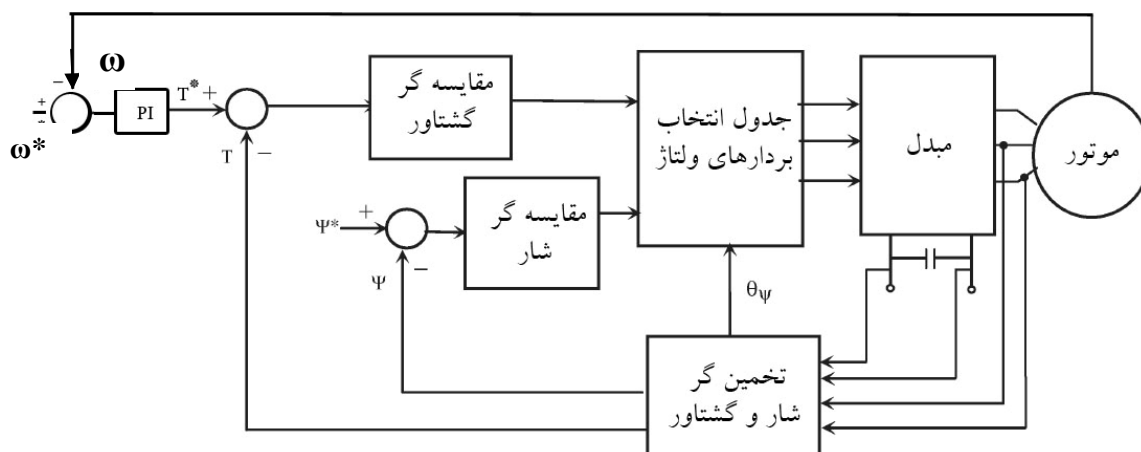 ω
−
+
ω*
PI
T* +
T −
مقایسه گر
گشتاور
جدول انتخاب
بردارهای ولتاژ
مبدل
موتور
Ψ* +
Ψ −
مقایسه گر
شار
θψ
تخمین گر
شار و گشتاور